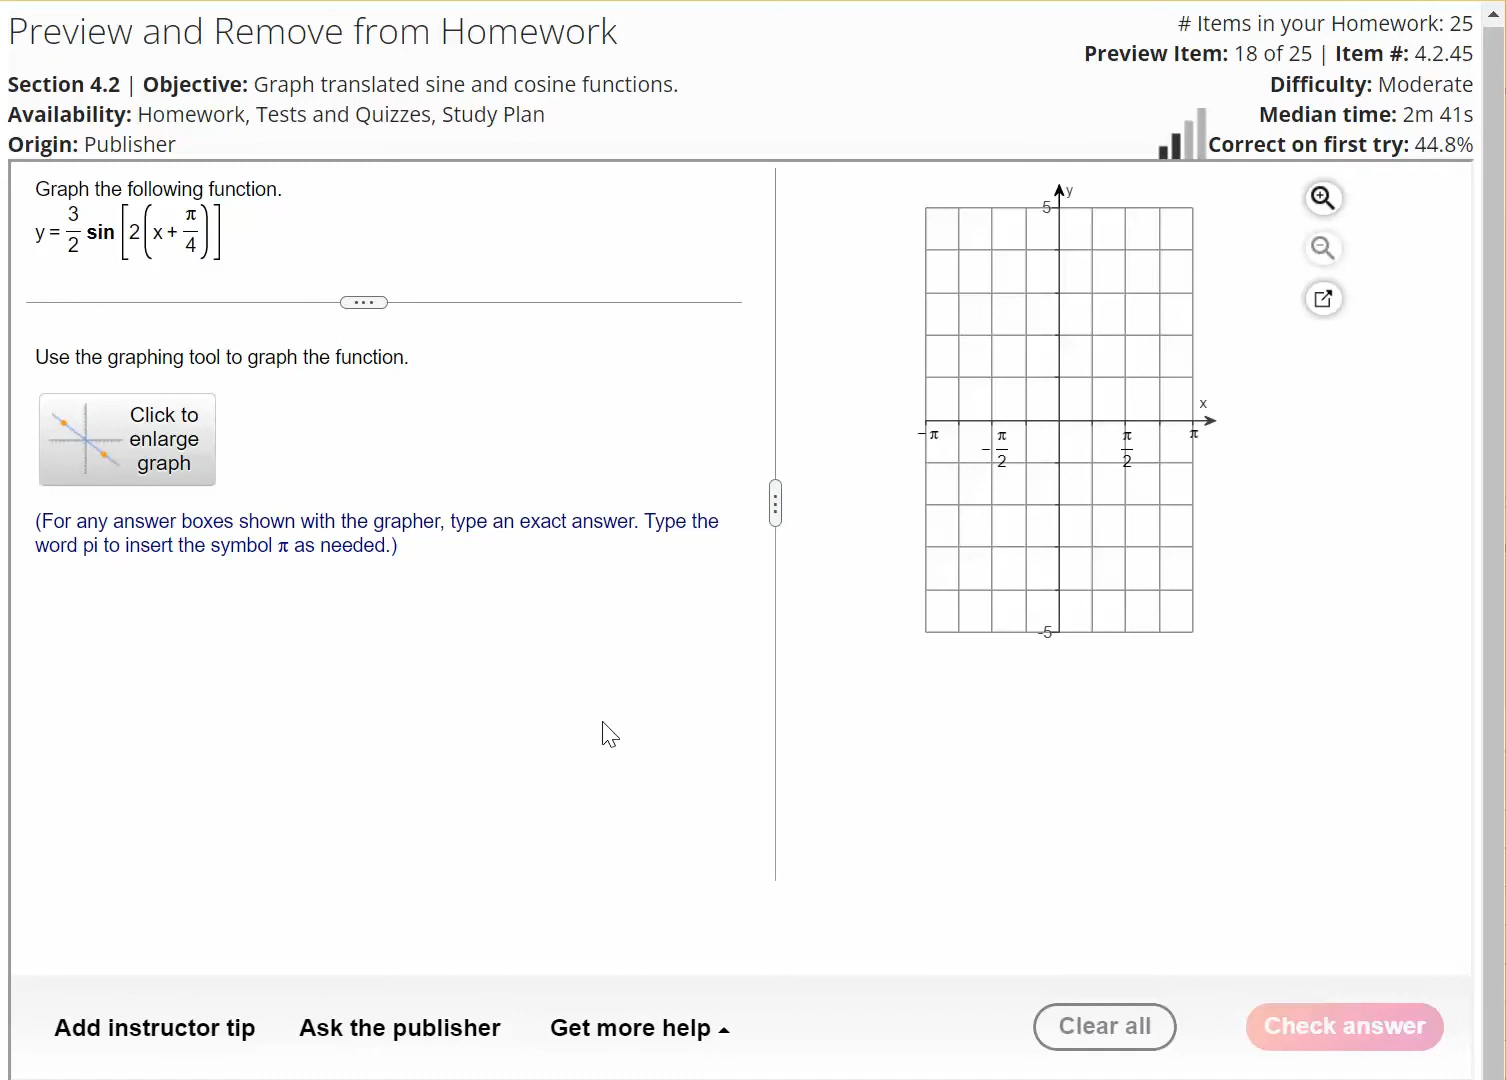 Preview and Remove from Homework
# Items in your Homework: 25
Preview Item: 18 of 25 | Item #: 4.2.45
Section 4.2 | Objective: Graph translated sine and cosine functions.
Difficulty: Moderate
Availability: Homework, Tests and Quizzes, Study Plan
Median time: 2m 41s
Origin: Publisher
Correct on first try: 44.8%
Graph the following function.
y = 3/2 sin [2(x + π/4)]
Use the graphing tool to graph the function.
Click to
enlarge
graph
(For any answer boxes shown with the grapher, type an exact answer. Type the
word pi to insert the symbol π as needed.)
y
5
x
-π
-π/2
π/2
π
-5
Add instructor tip
Ask the publisher
Get more help
Clear all
Check answer